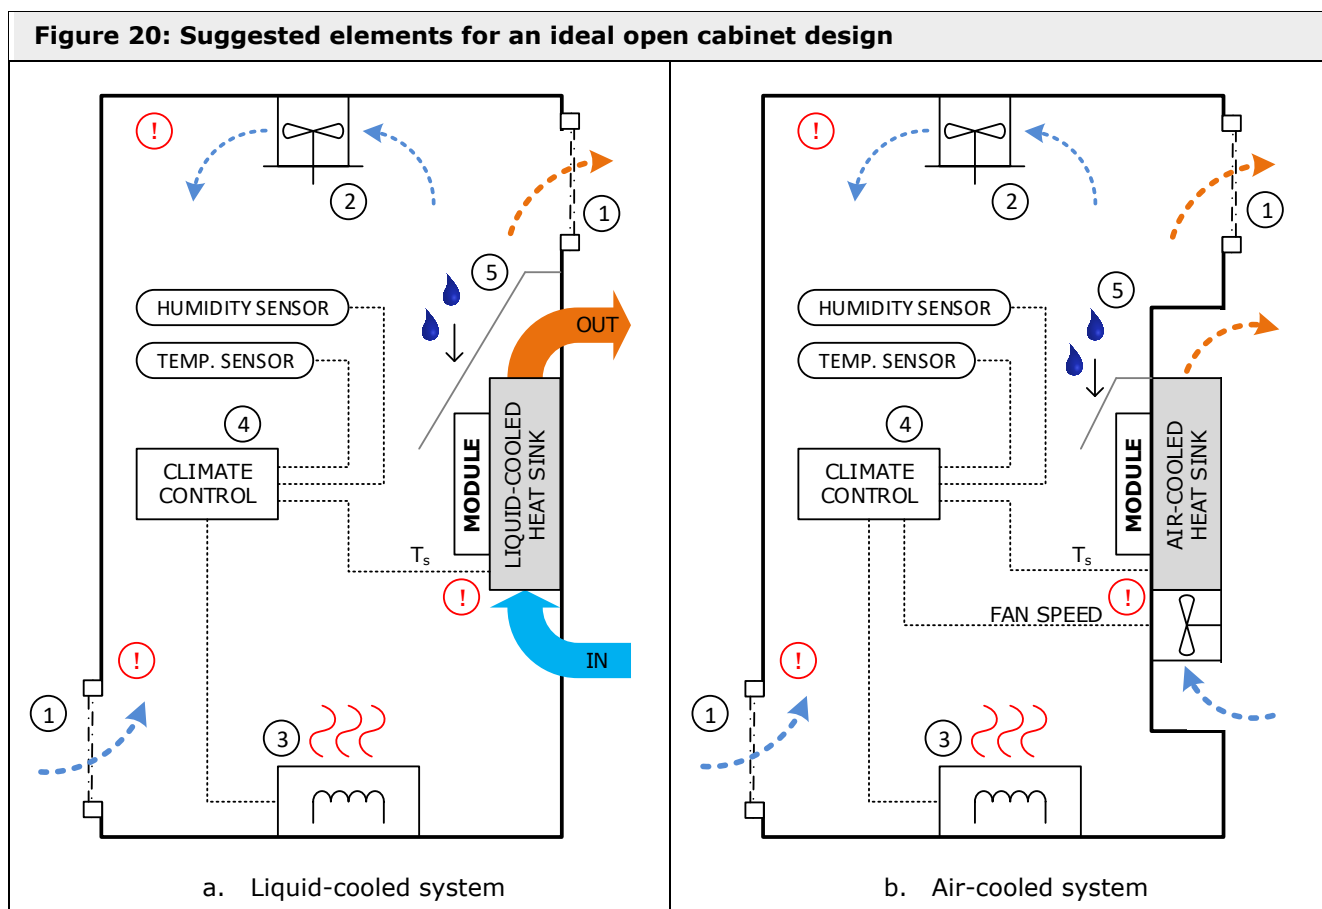 Figure 20: Suggested elements for an ideal open cabinet design
!
2
1
5
HUMIDITY SENSOR
OUT
TEMP. SENSOR
4
CLIMATE
CONTROL
MODULE
LIQUID-COOLED
HEAT SINK
Ts
!
!
IN
1
3
a. Liquid-cooled system
!
2
1
5
HUMIDITY SENSOR
TEMP. SENSOR
4
CLIMATE
CONTROL
MODULE
AIR-COOLED
HEAT SINK
Ts
!
FAN SPEED
!
1
3
b. Air-cooled system